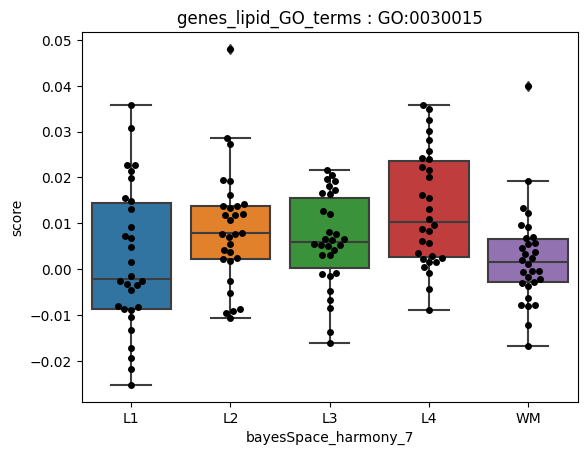 genes_lipid_GO_terms : GO:0030015
0.05
0.04
0.03
0.02
0.01
0.00
−0.01
−0.02
score
L1 L2 L3 L4 WM
bayesSpace_harmony_7